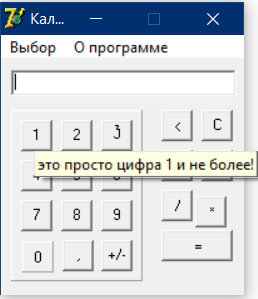 Кал...
Выбор О программе
1 2 3 < C
это просто цифра 1 и не более!
7 8 9 / *
0 , +/- =